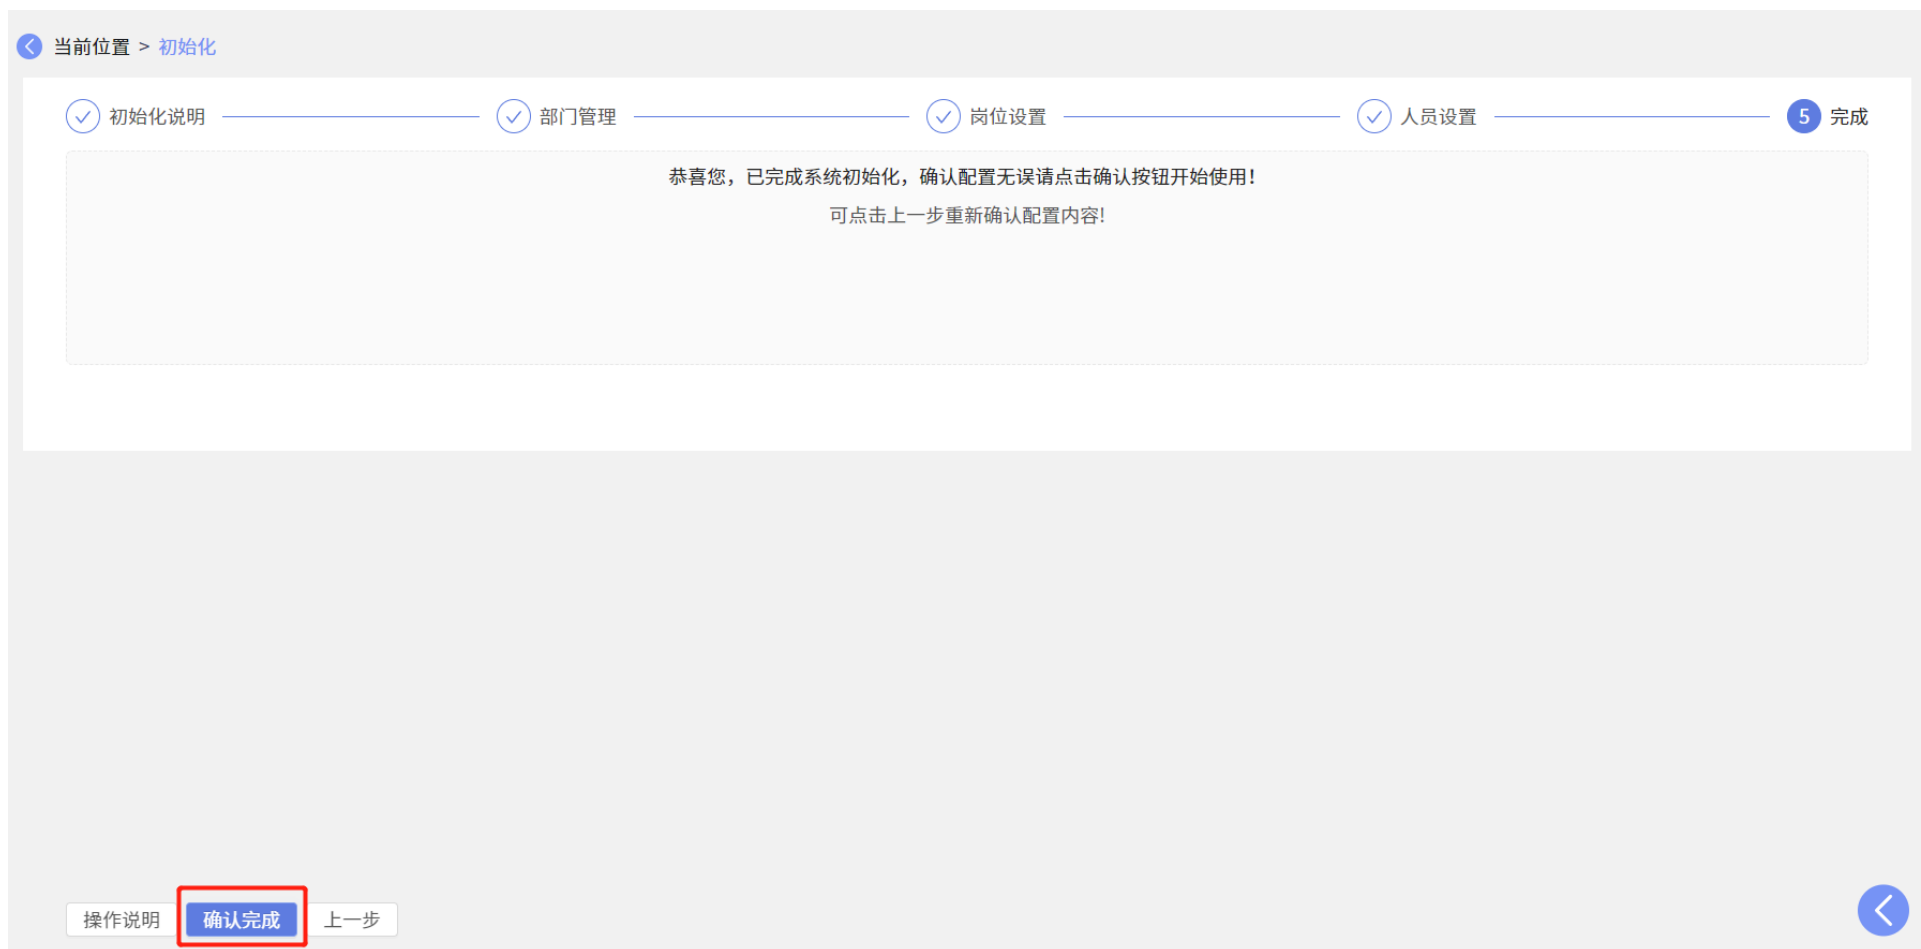 当前位置 > 初始化
初始化说明 部门管理 岗位设置 人员设置 5 完成
恭喜您，已完成系统初始化，确认配置无误请点击确认按钮开始使用！
可点击上一步重新确认配置内容!
操作说明 确认完成 上一步